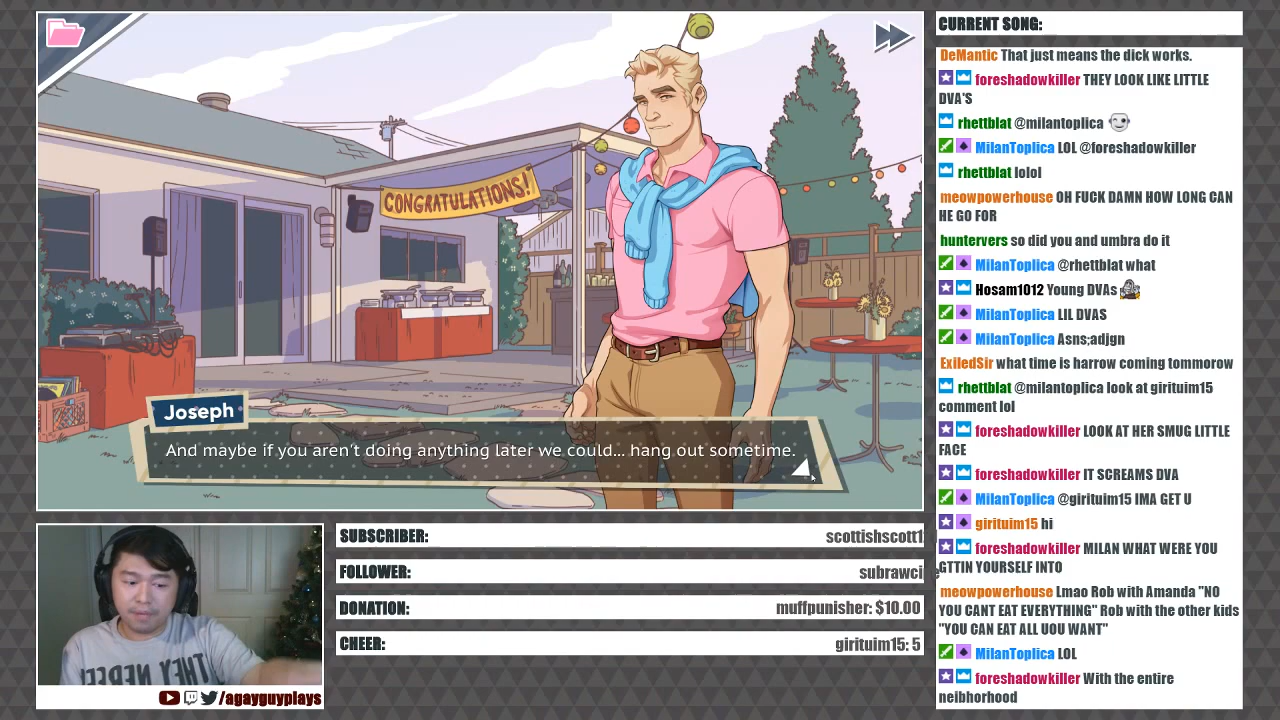 CONGRATULATIONS!
Joseph
And maybe if you aren't doing anything later we could... hang out sometime.
THEY NEREF
/agayguyplays
SUBSCRIBER:
scottishscott1
FOLLOWER:
subrawci
DONATION:
muffpunisher: $10.00
CHEER:
girituim15: 5
CURRENT SONG:
DeMantic That just means the dick works.
foreshadowkiller THEY LOOK LIKE LITTLE
DVA'S
rhettblat @milantoplica
MilanToplica LOL @foreshadowkiller
rhettblat lolol
meowpowerhouse OH FUCK DAMN HOW LONG CAN
HE GO FOR
huntervers so did you and umbra do it
MilanToplica @rhettblat what
Hosam1012 Young DVAs
MilanToplica LIL DVAS
MilanToplica Asns;adjgn
ExiledSir what time is harrow coming tommorow
rhettblat @milantoplica look at girituim15
comment lol
foreshadowkiller LOOK AT HER SMUG LITTLE
FACE
foreshadowkiller IT SCREAMS DVA
MilanToplica @girituim15 IMA GET U
girituim15 hi
foreshadowkiller MILAN WHAT WERE YOU
GTTIN YOURSELF INTO
meowpowerhouse Lmao Rob with Amanda "NO
YOU CANT EAT EVERYTHING" Rob with the other kids
"YOU CAN EAT ALL UOU WANT"
MilanToplica LOL
foreshadowkiller With the entire
neibhorhood